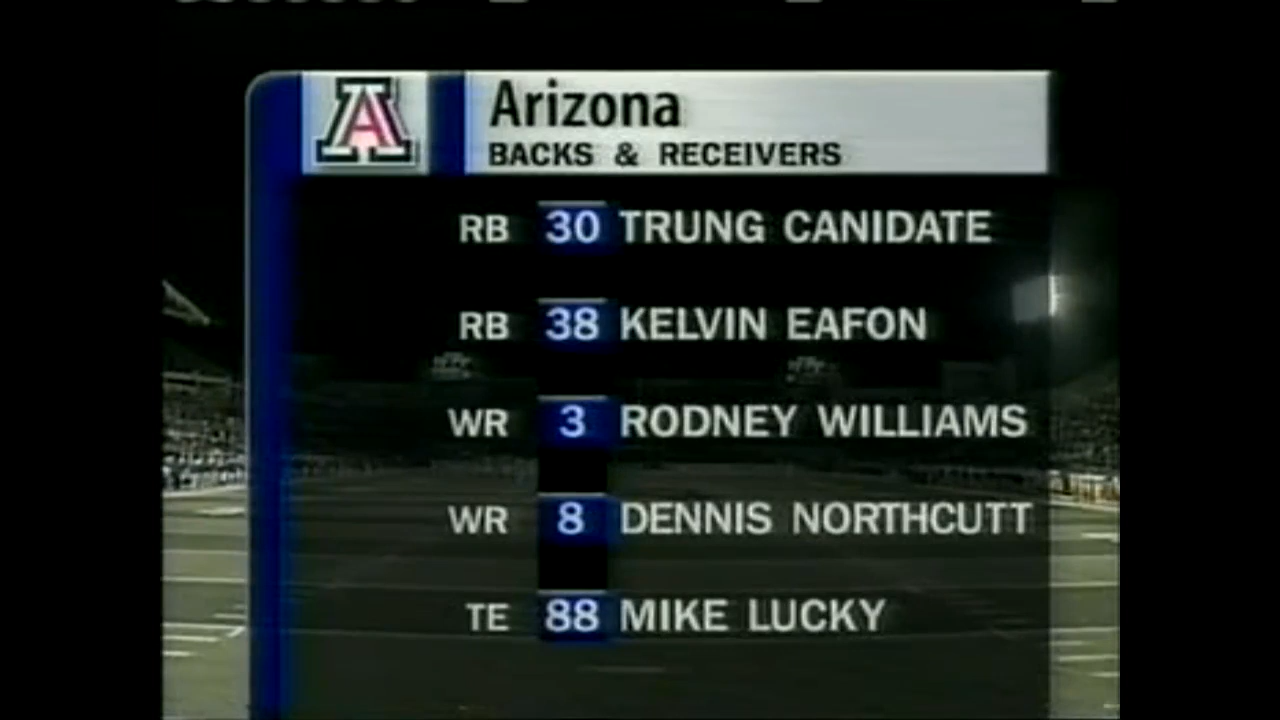 A
Arizona
BACKS & RECEIVERS
RB 30 TRUNG CANIDATE
RB 38 KELVIN EAFON
WR 3 RODNEY WILLIAMS
WR 8 DENNIS NORTHCUTT
TE 88 MIKE LUCKY